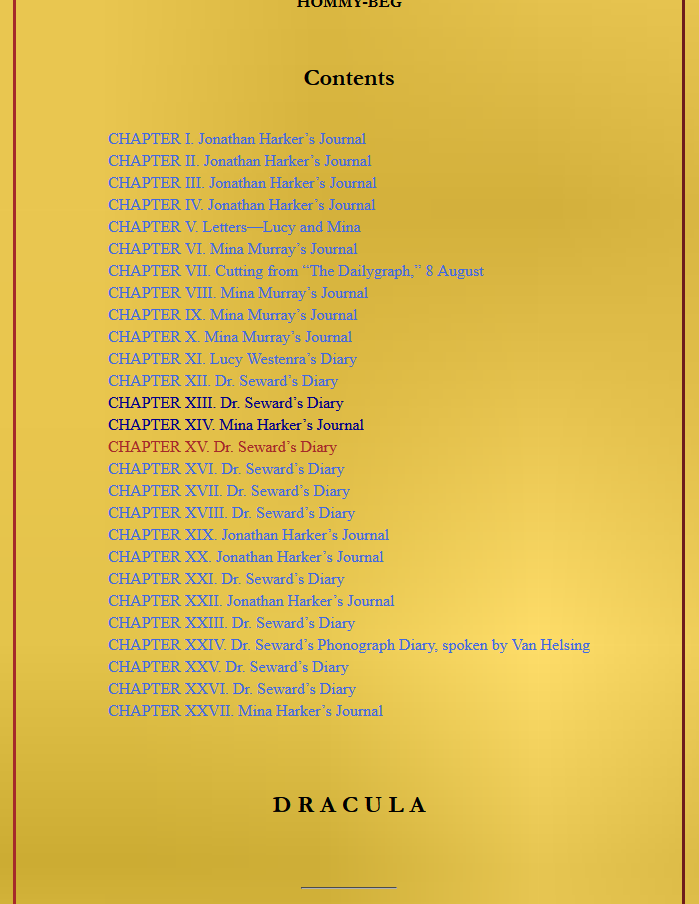 HOMMY-BEG
Contents
CHAPTER I. Jonathan Harker’s Journal
CHAPTER II. Jonathan Harker’s Journal
CHAPTER III. Jonathan Harker’s Journal
CHAPTER IV. Jonathan Harker’s Journal
CHAPTER V. Letters—Lucy and Mina
CHAPTER VI. Mina Murray’s Journal
CHAPTER VII. Cutting from “The Dailygraph,” 8 August
CHAPTER VIII. Mina Murray’s Journal
CHAPTER IX. Mina Murray’s Journal
CHAPTER X. Mina Murray’s Journal
CHAPTER XI. Lucy Westenra’s Diary
CHAPTER XII. Dr. Seward’s Diary
CHAPTER XIII. Dr. Seward’s Diary
CHAPTER XIV. Mina Harker’s Journal
CHAPTER XV. Dr. Seward’s Diary
CHAPTER XVI. Dr. Seward’s Diary
CHAPTER XVII. Dr. Seward’s Diary
CHAPTER XVIII. Dr. Seward’s Diary
CHAPTER XIX. Jonathan Harker’s Journal
CHAPTER XX. Jonathan Harker’s Journal
CHAPTER XXI. Dr. Seward’s Diary
CHAPTER XXII. Jonathan Harker’s Journal
CHAPTER XXIII. Dr. Seward’s Diary
CHAPTER XXIV. Dr. Seward’s Phonograph Diary, spoken by Van Helsing
CHAPTER XXV. Dr. Seward’s Diary
CHAPTER XXVI. Dr. Seward’s Diary
CHAPTER XXVII. Mina Harker’s Journal
DRACULA